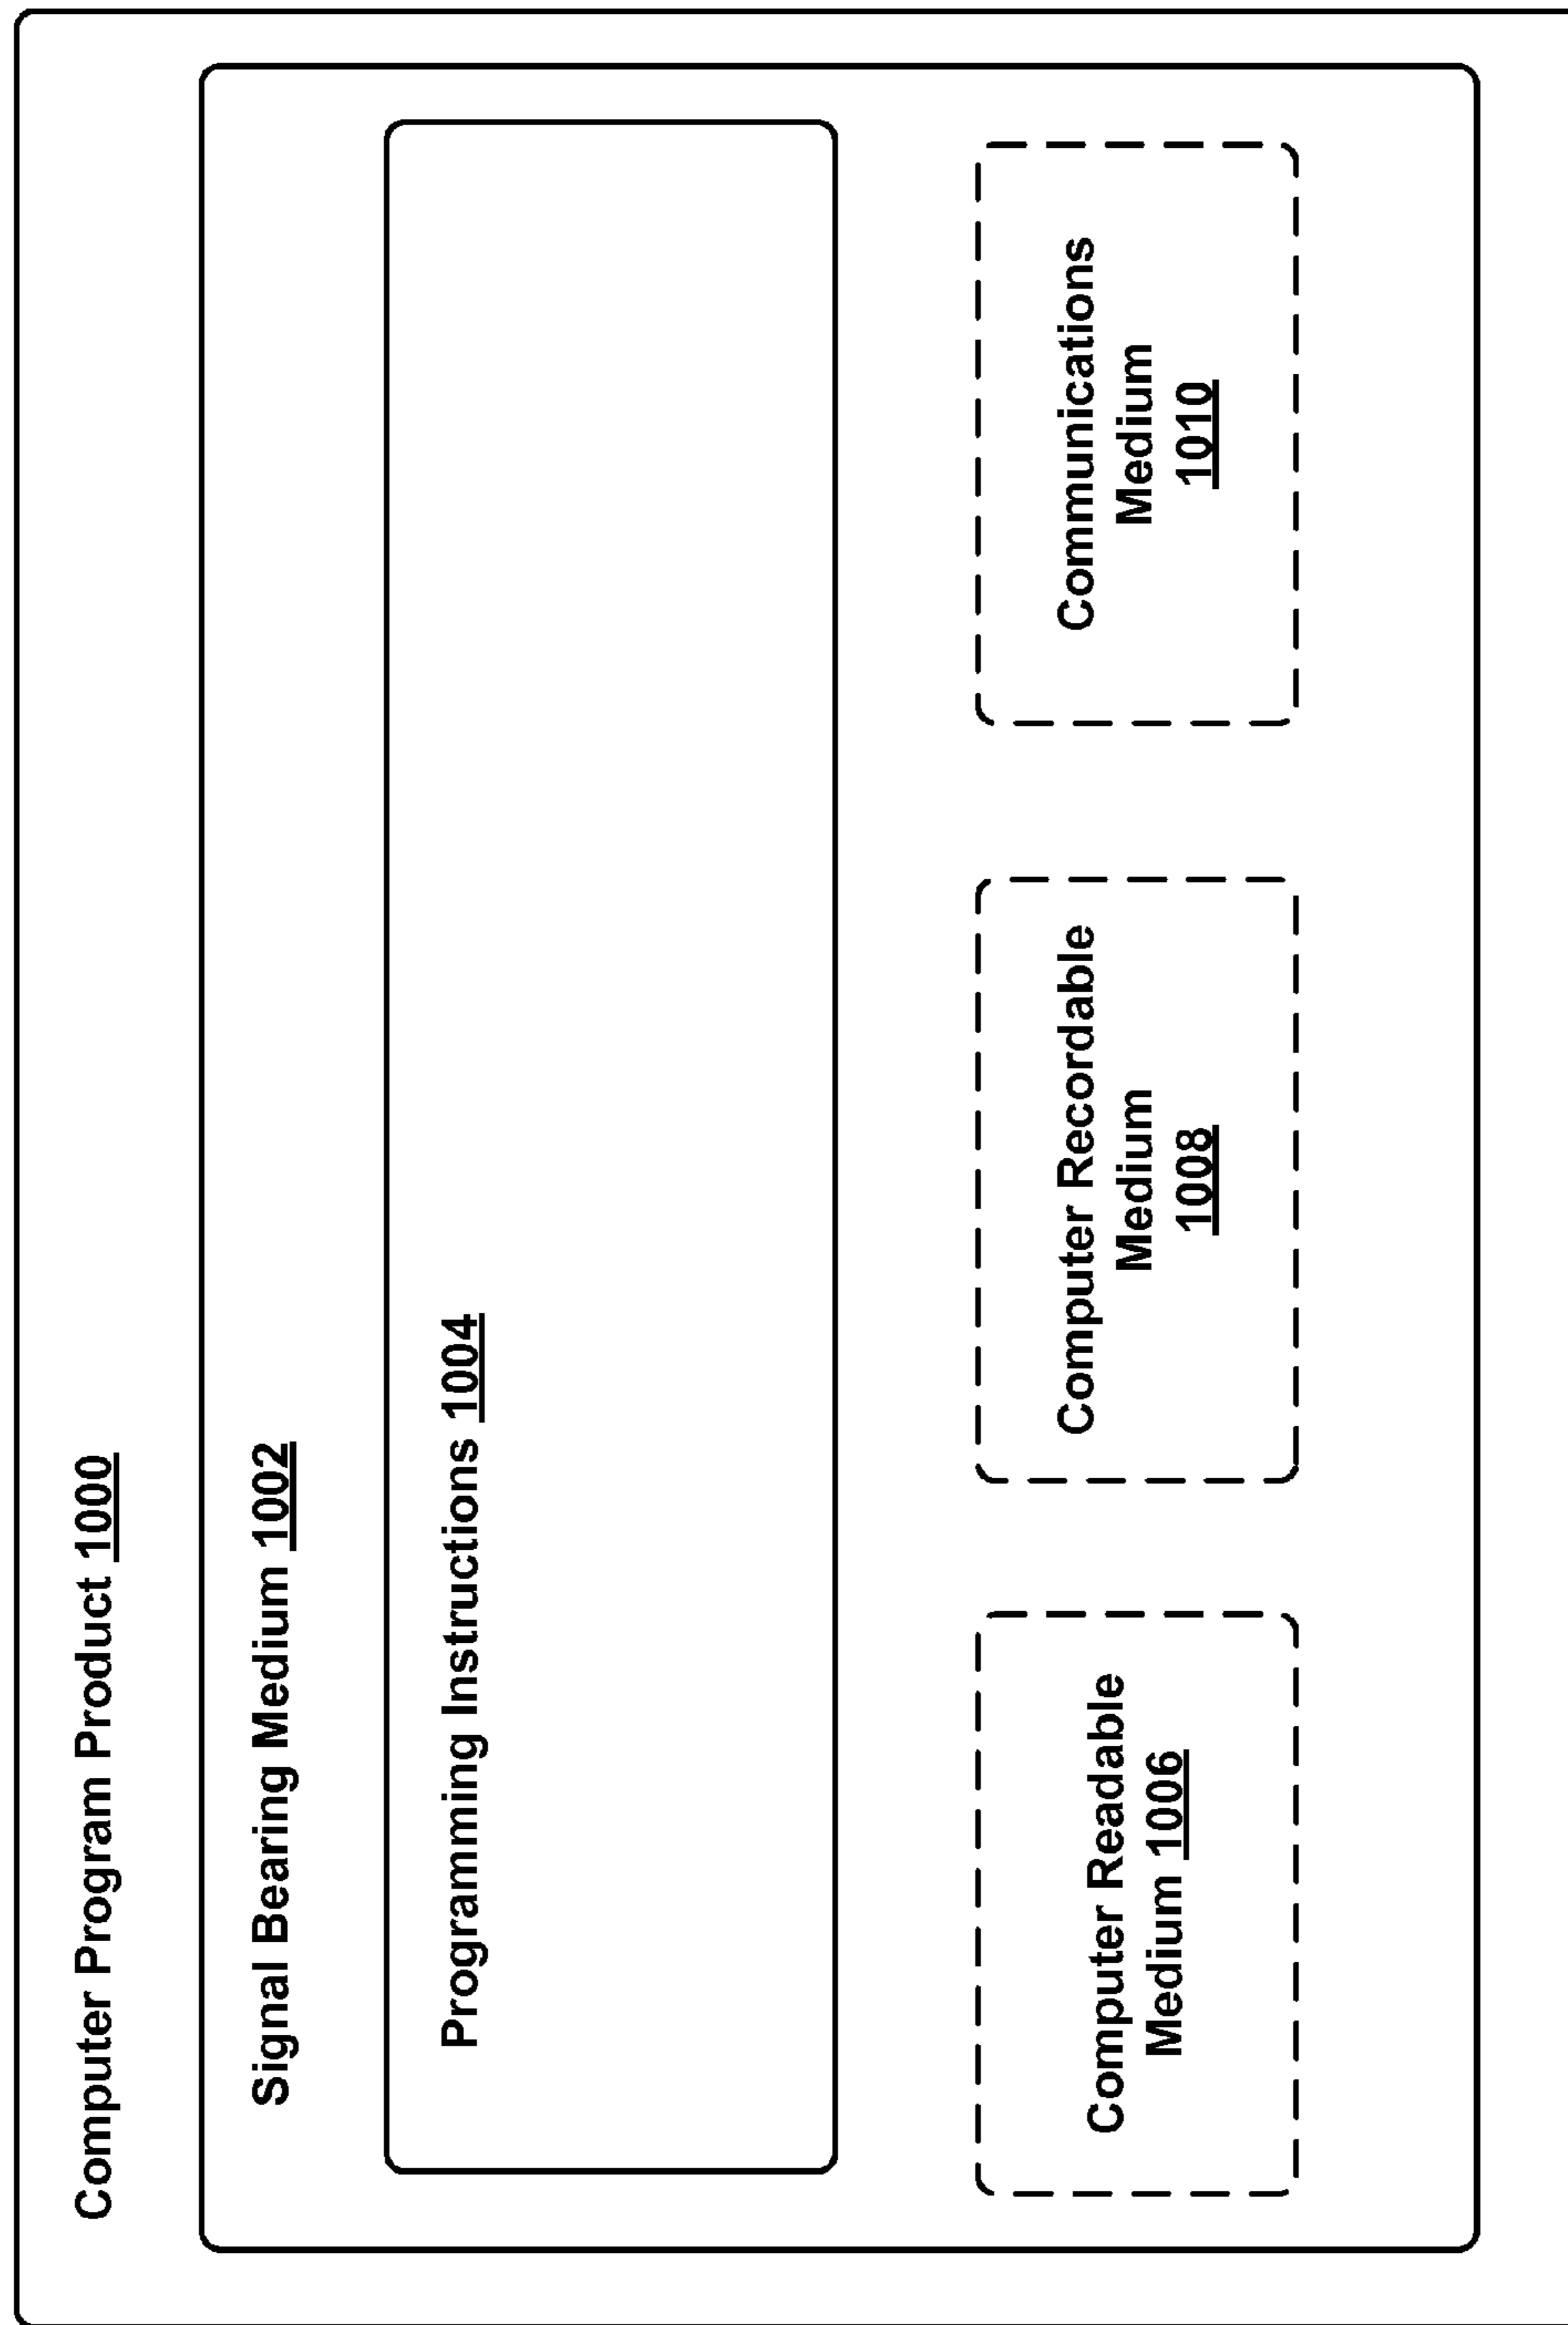 Computer Program Product 1000
Signal Bearing Medium 1002
Programming Instructions 1004
Computer Readable
Medium 1006
Computer Recordable
Medium
1008
Communications
Medium
1010